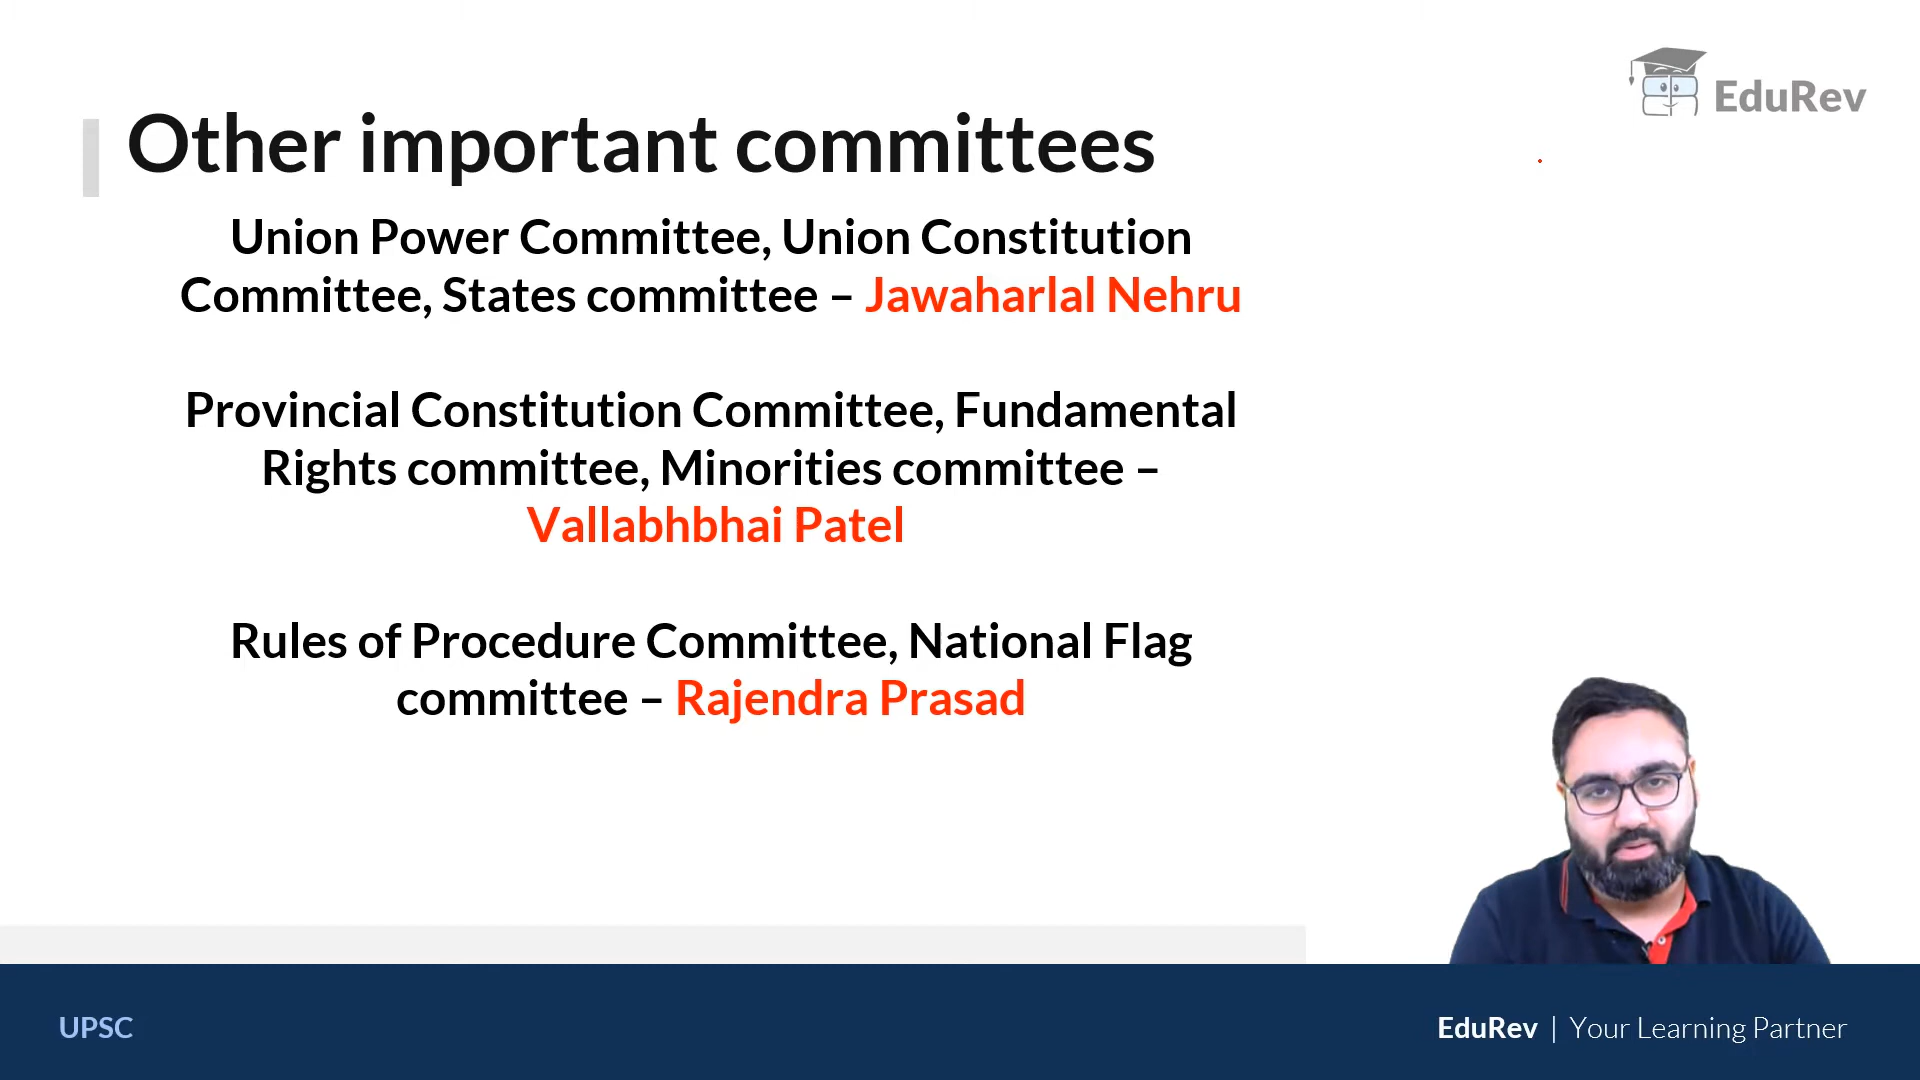 EduRev
Other important committees
Union Power Committee, Union Constitution
Committee, States committee – Jawaharlal Nehru
Provincial Constitution Committee, Fundamental
Rights committee, Minorities committee –
Vallabhbhai Patel
Rules of Procedure Committee, National Flag
committee – Rajendra Prasad
UPSC
EduRev | Your Learning Partner